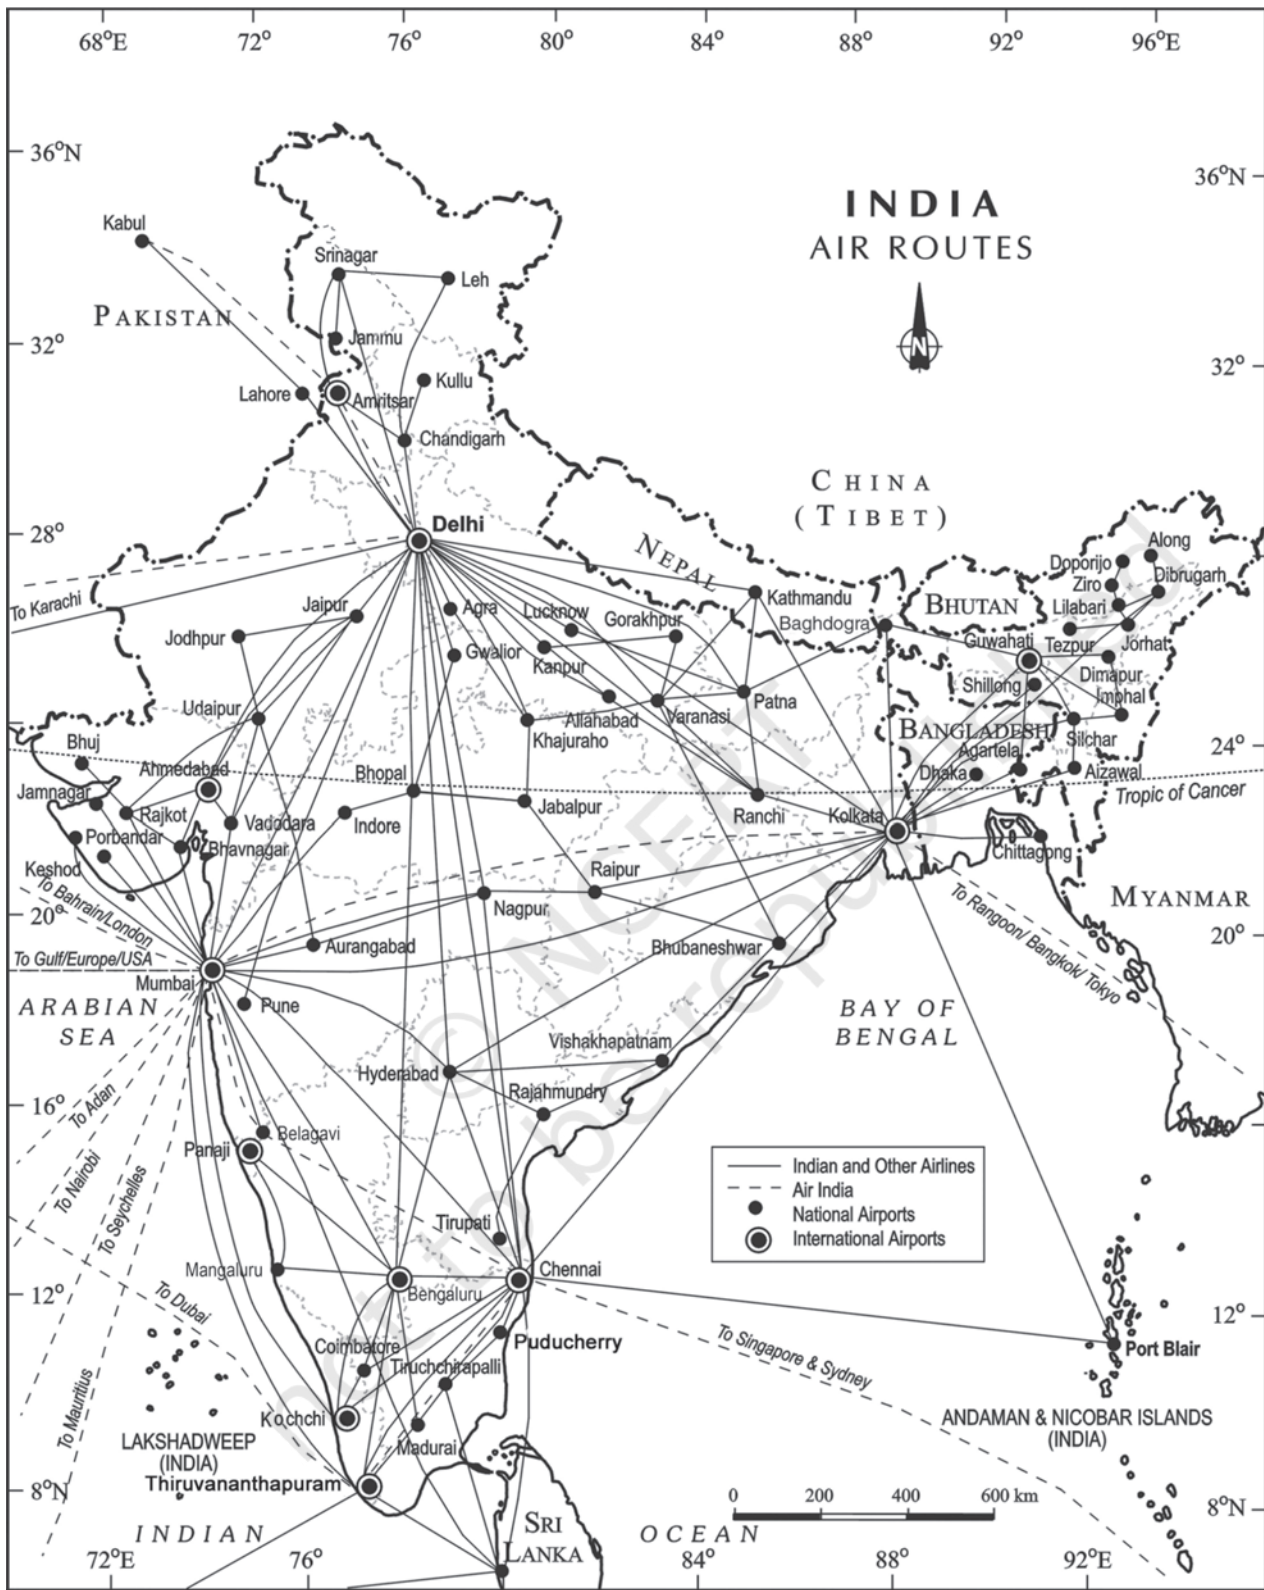 68°E 72° 76° 80° 84° 88° 92° 96°E
36°N
36°N
INDIA
AIR ROUTES
N
Kabul
Srinagar
Leh
PAKISTAN
Jammu
32°
32°
Kullu
Lahore
Amritsar
Chandigarh
CHINA
(TIBET)
28°
Delhi
NEPAL
Along
Doporijo
Ziro
Dibrugarh
Lilabari
BHUTAN
To Karachi
Jaipur
Agra
Lucknow
Gorakhpur
Kathmandu
Baghdogra
Guwahati
Tezpur
Jorhat
Jodhpur
Gwalior
Kanpur
Dimapur
Shillong
Imphal
Udaipur
Allahabad
Varanasi
Patna
Khajuraho
BANGLADESH
Silchar
24°
Bhuj
Ahmedabad
Bhopal
Agartela
Dhaka
Aizawal
Tropic of Cancer
Jamnagar
Rajkot
Vadodara
Indore
Jabalpur
Ranchi
Kolkata
Porbandar
Bhavnagar
Chittagong
Keshod
Raipur
To Bahrain/London
Nagpur
MYANMAR
20°
20°
Aurangabad
Bhubaneshwar
To Rangoon/ Bangkok/ Tokyo
To Gulf/Europe/USA
Mumbai
Pune
ARABIAN
SEA
BAY OF
BENGAL
Vishakhapatnam
Hyderabad
Rajahmundry
16°
To Adan
Belagavi
Panaji
To Nairobi
To Seychelles
Indian and Other Airlines
Air India
National Airports
International Airports
Tirupati
Mangaluru
Chennai
Bengaluru
12°
12°
To Dubai
Coimbatore
Puducherry
To Singapore & Sydney
Port Blair
Tiruchchirapalli
To Mauritius
Kochchi
Madurai
LAKSHADWEEP
(INDIA)
ANDAMAN & NICOBAR ISLANDS
(INDIA)
Thiruvananthapuram
8°N
8°N
0 200 400 600 km
INDIAN OCEAN
SRI
LANKA
72°E 76° 84° 88° 92°E
© NCERT
not to be republished